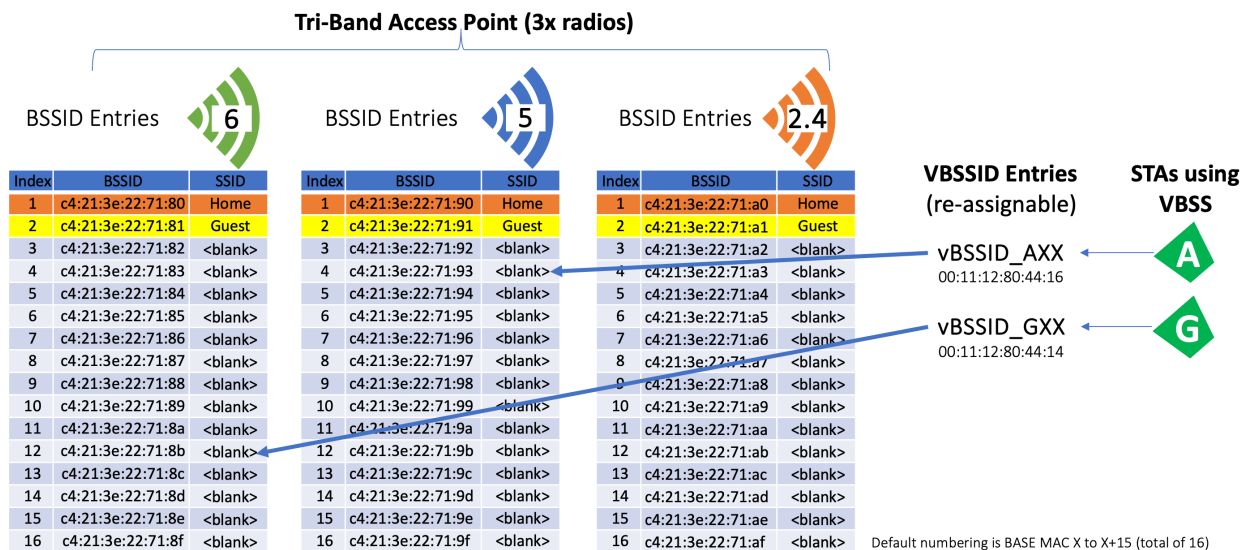 Tri-Band Access Point (3x radios)
BSSID Entries 6
BSSID Entries 5
BSSID Entries 2.4
Index BSSID SSID
1 c4:21:3e:22:71:80 Home
2 c4:21:3e:22:71:81 Guest
3 c4:21:3e:22:71:82 <blank>
4 c4:21:3e:22:71:83 <blank>
5 c4:21:3e:22:71:84 <blank>
6 c4:21:3e:22:71:85 <blank>
7 c4:21:3e:22:71:86 <blank>
8 c4:21:3e:22:71:87 <blank>
9 c4:21:3e:22:71:88 <blank>
10 c4:21:3e:22:71:89 <blank>
11 c4:21:3e:22:71:8a <blank>
12 c4:21:3e:22:71:8b <blank>
13 c4:21:3e:22:71:8c <blank>
14 c4:21:3e:22:71:8d <blank>
15 c4:21:3e:22:71:8e <blank>
16 c4:21:3e:22:71:8f <blank>
Index BSSID SSID
1 c4:21:3e:22:71:90 Home
2 c4:21:3e:22:71:91 Guest
3 c4:21:3e:22:71:92 <blank>
4 c4:21:3e:22:71:93 <blank>
5 c4:21:3e:22:71:94 <blank>
6 c4:21:3e:22:71:95 <blank>
7 c4:21:3e:22:71:96 <blank>
8 c4:21:3e:22:71:97 <blank>
9 c4:21:3e:22:71:98 <blank>
10 c4:21:3e:22:71:99 <blank>
11 c4:21:3e:22:71:9a <blank>
12 c4:21:3e:22:71:9b <blank>
13 c4:21:3e:22:71:9c <blank>
14 c4:21:3e:22:71:9d <blank>
15 c4:21:3e:22:71:9e <blank>
16 c4:21:3e:22:71:9f <blank>
Index BSSID SSID
1 c4:21:3e:22:71:a0 Home
2 c4:21:3e:22:71:a1 Guest
3 c4:21:3e:22:71:a2 <blank>
4 c4:21:3e:22:71:a3 <blank>
5 c4:21:3e:22:71:a4 <blank>
6 c4:21:3e:22:71:a5 <blank>
7 c4:21:3e:22:71:a6 <blank>
8 c4:21:3e:22:71:a7 <blank>
9 c4:21:3e:22:71:a8 <blank>
10 c4:21:3e:22:71:a9 <blank>
11 c4:21:3e:22:71:aa <blank>
12 c4:21:3e:22:71:ab <blank>
13 c4:21:3e:22:71:ac <blank>
14 c4:21:3e:22:71:ad <blank>
15 c4:21:3e:22:71:ae <blank>
16 c4:21:3e:22:71:af <blank>
VBSSID Entries
(re-assignable)
STAs using
VBSS
vBSSID_AXX
00:11:12:80:44:16
A
vBSSID_GXX
00:11:12:80:44:14
G
Default numbering is BASE MAC X to X+15 (total of 16)